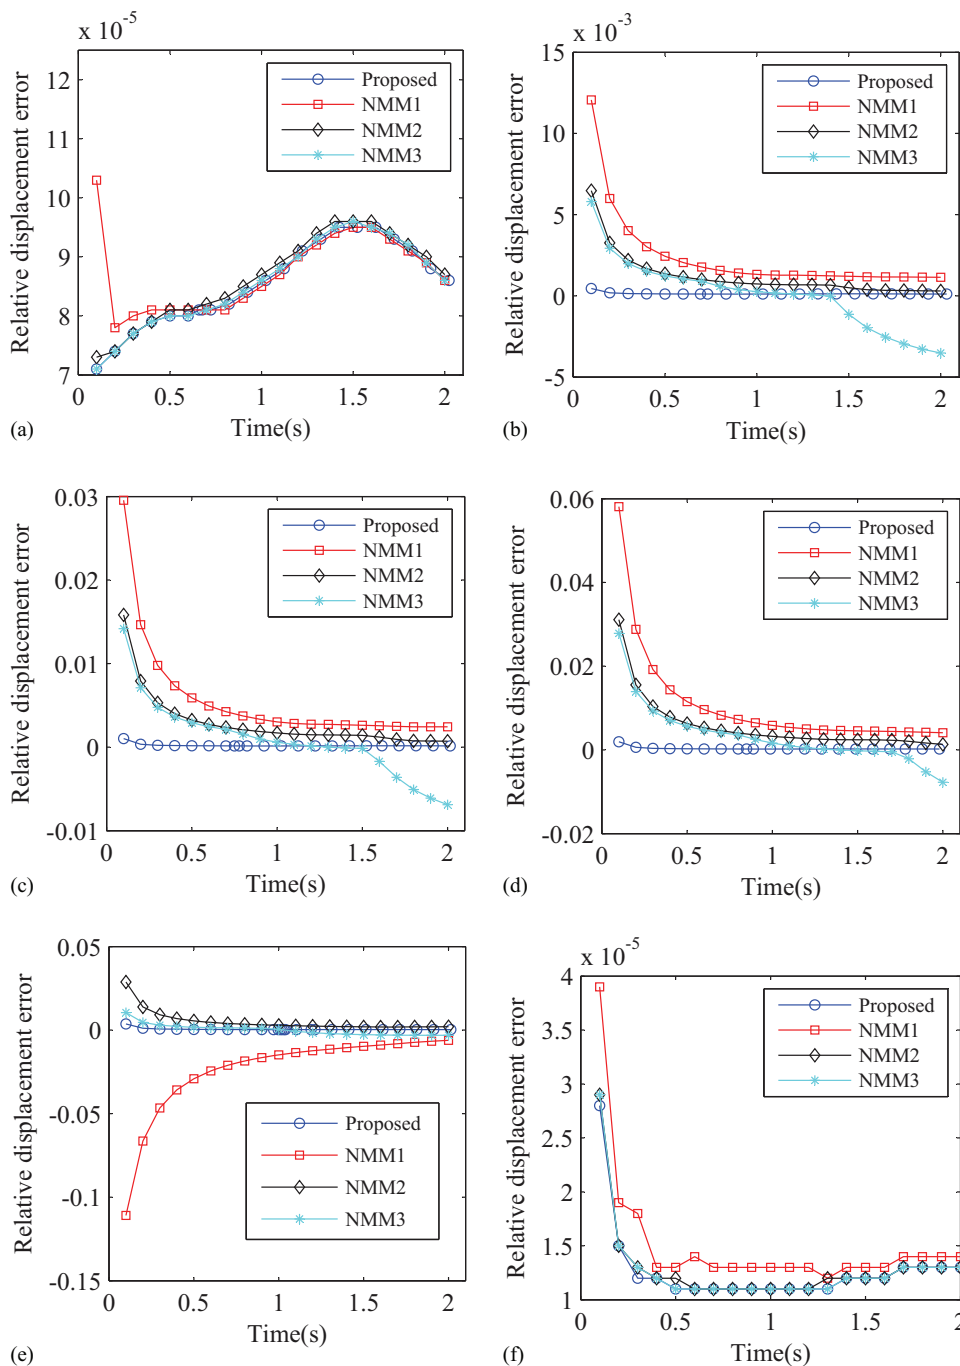 x 10-5
12
11
10
9
8
7
0
0.5
1
1.5
2
Relative displacement error
Time(s)
Proposed
NMM1
NMM2
NMM3
(a)
x 10-3
15
10
5
0
-5
0
0.5
1
1.5
2
Relative displacement error
Time(s)
Proposed
NMM1
NMM2
NMM3
(b)
0.03
0.02
0.01
0
-0.01
0
0.5
1
1.5
2
Relative displacement error
Time(s)
Proposed
NMM1
NMM2
NMM3
(c)
0.06
0.04
0.02
0
-0.02
0
0.5
1
1.5
2
Relative displacement error
Time(s)
Proposed
NMM1
NMM2
NMM3
(d)
0.05
0
-0.05
-0.1
-0.15
0
0.5
1
1.5
2
Relative displacement error
Time(s)
Proposed
NMM1
NMM2
NMM3
(e)
x 10-5
4
3.5
3
2.5
2
1.5
1
0
0.5
1
1.5
2
Relative displacement error
Time(s)
Proposed
NMM1
NMM2
NMM3
(f)